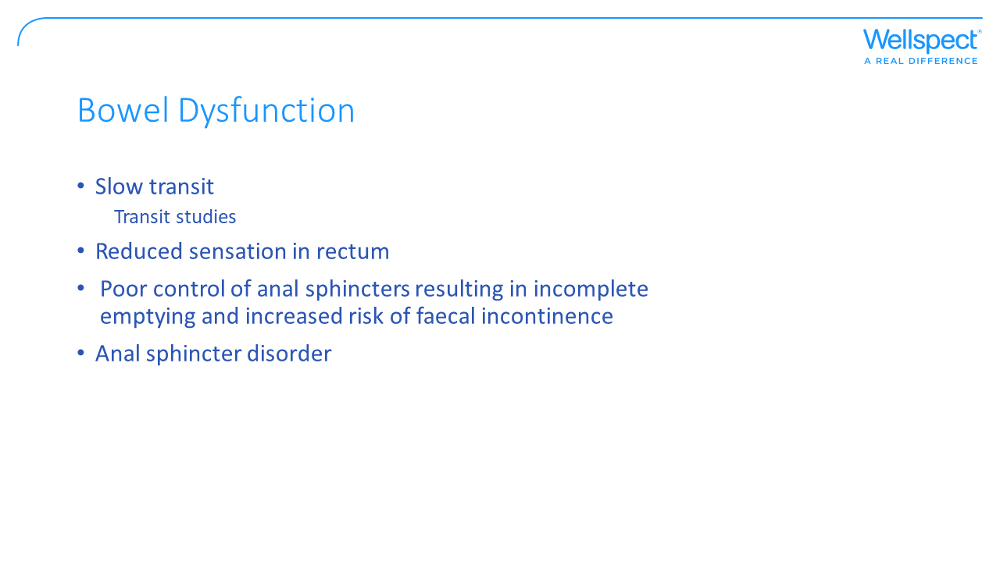 Wellspect®
A REAL DIFFERENCE
Bowel Dysfunction
• Slow transit
Transit studies
• Reduced sensation in rectum
• Poor control of anal sphincters resulting in incomplete
emptying and increased risk of faecal incontinence
• Anal sphincter disorder